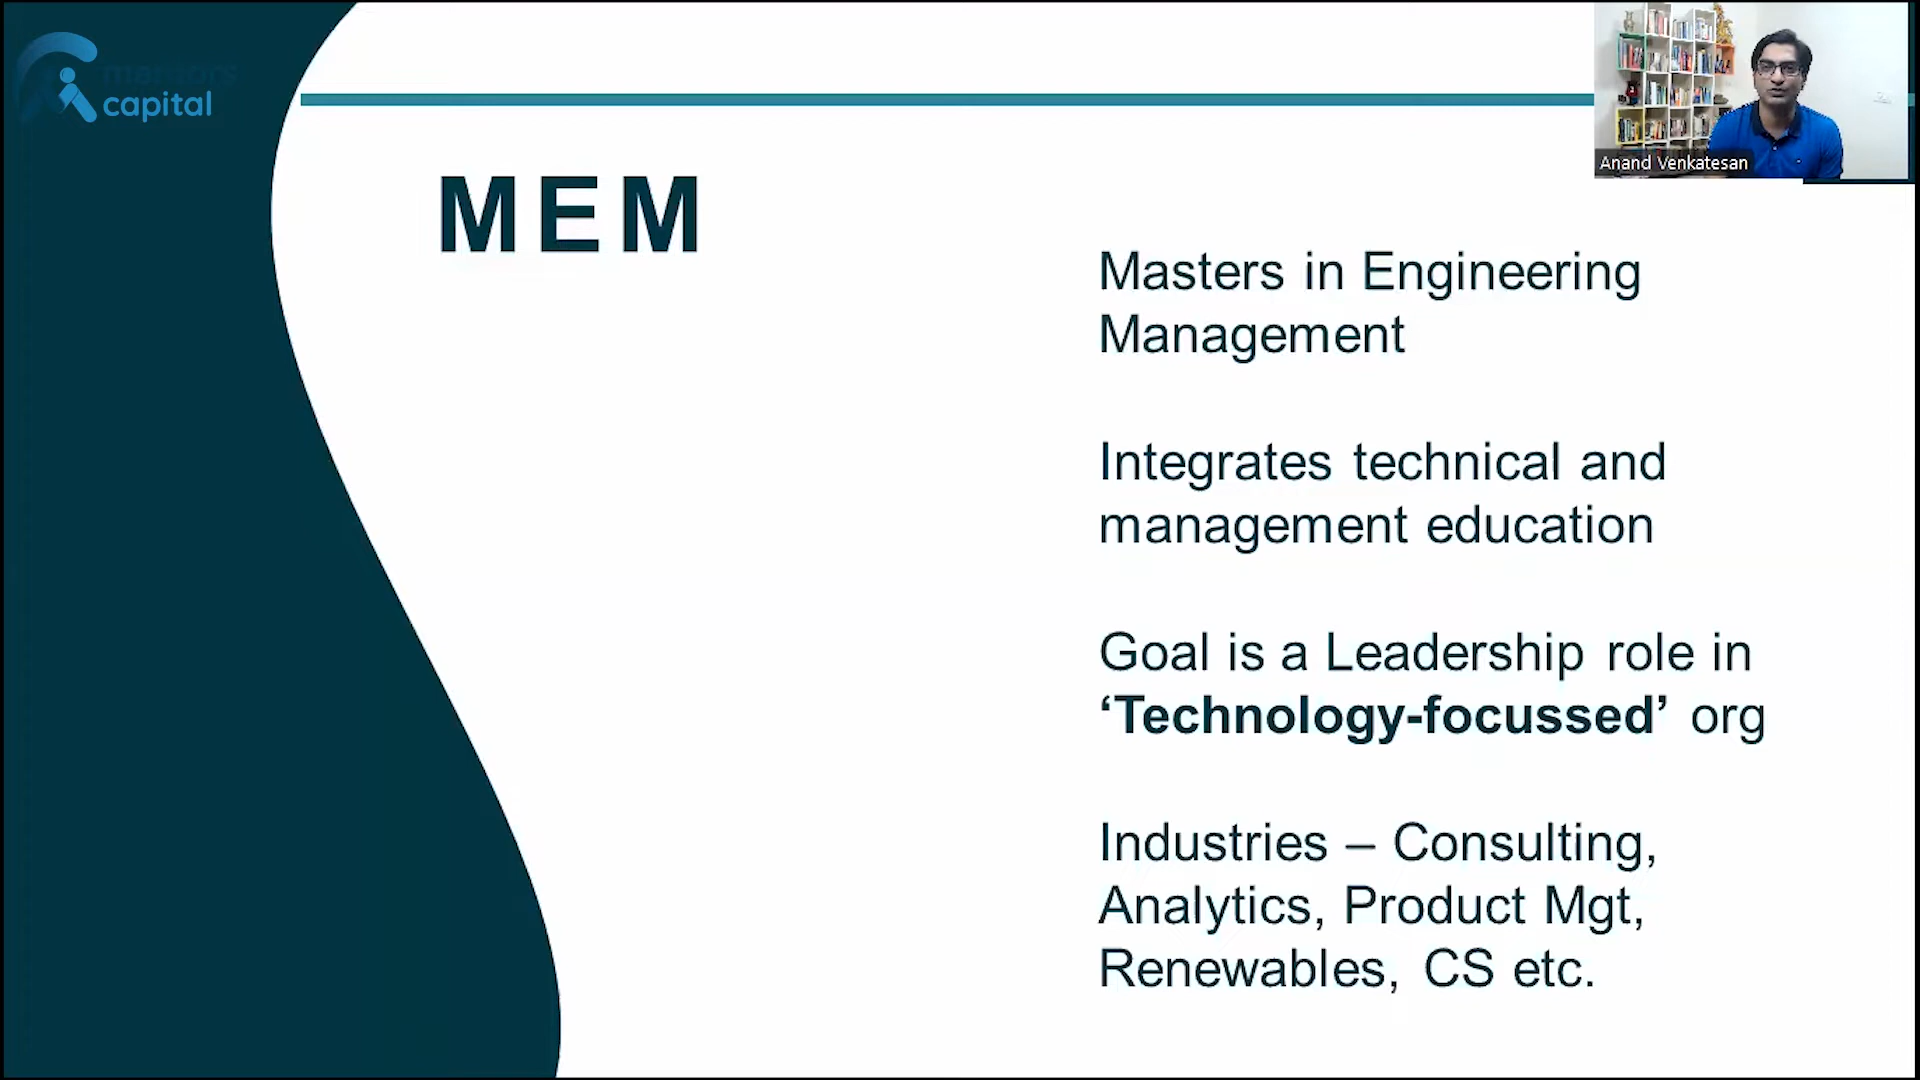 mentors
capital
Anand Venkatesan
MEM
Masters in Engineering
Management
Integrates technical and
management education
Goal is a Leadership role in
‘Technology-focussed’ org
Industries – Consulting,
Analytics, Product Mgt,
Renewables, CS etc.